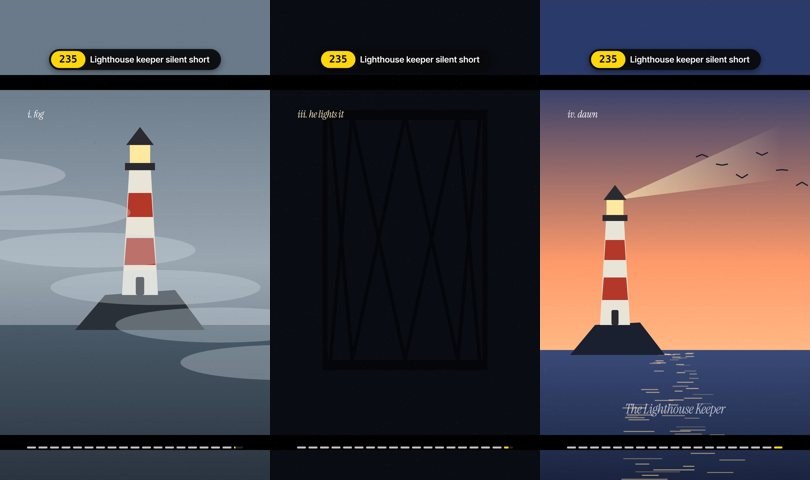 235 Lighthouse keeper silent short
i. fog
235 Lighthouse keeper silent short
iii. he lights it
235 Lighthouse keeper silent short
iv. dawn
The Lighthouse Keeper